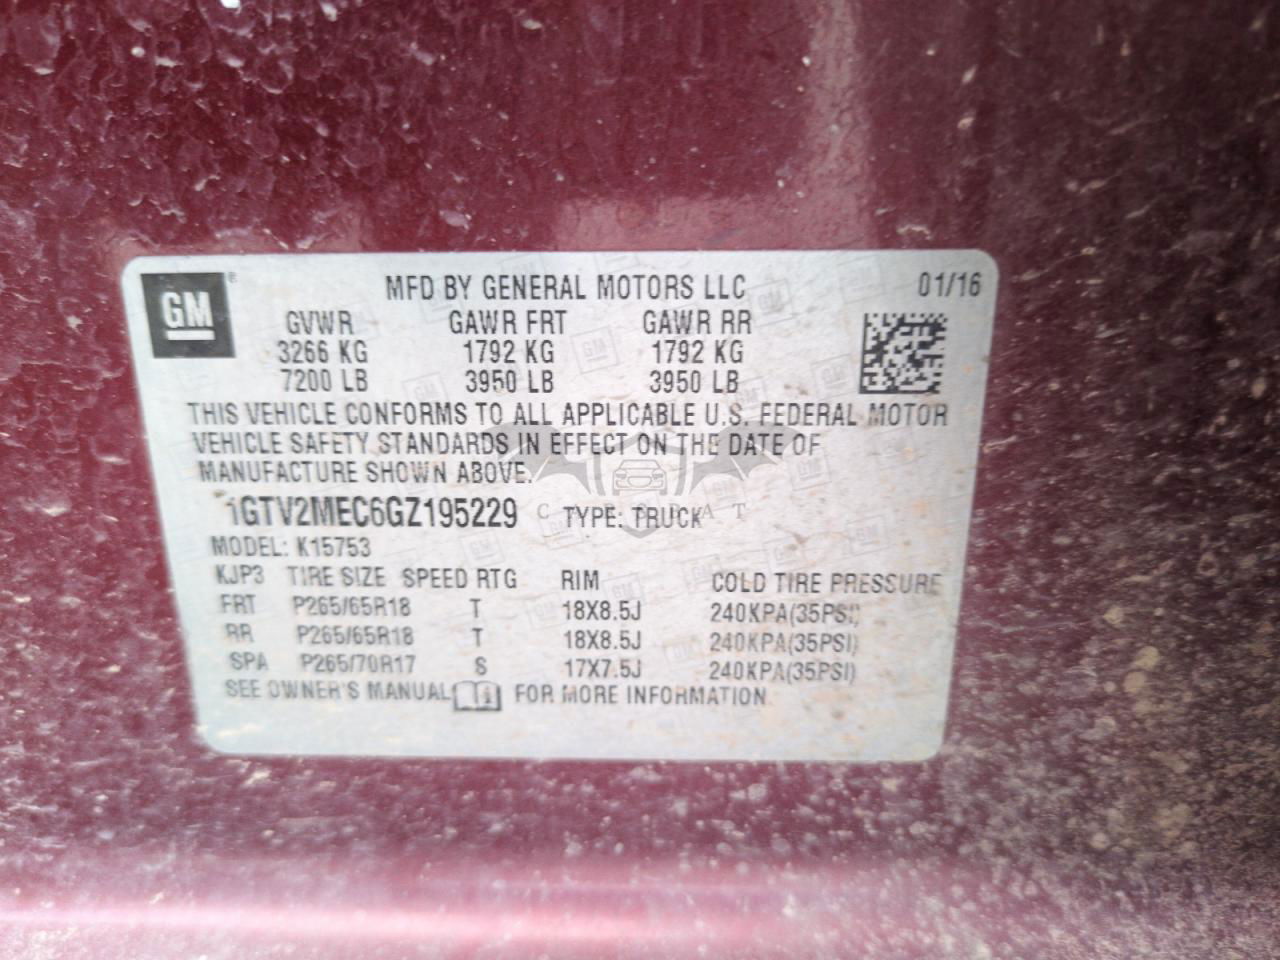 GM ®
MFD BY GENERAL MOTORS LLC 01/16
GVWR GAWR FRT GAWR RR
3266 KG 1792 KG 1792 KG
7200 LB 3950 LB 3950 LB
THIS VEHICLE CONFORMS TO ALL APPLICABLE U.S. FEDERAL MOTOR
VEHICLE SAFETY STANDARDS IN EFFECT ON THE DATE OF
MANUFACTURE SHOWN ABOVE.
1GTV2MEC6GZ195229 TYPE: TRUCK
MODEL: K15753
KJP3 TIRE SIZE SPEED RTG RIM COLD TIRE PRESSURE
FRT P265/65R18 T 18X8.5J 240KPA(35PSI)
RR P265/65R18 T 18X8.5J 240KPA(35PSI)
SPA P265/70R17 S 17X7.5J 240KPA(35PSI)
SEE OWNER'S MANUAL FOR MORE INFORMATION.